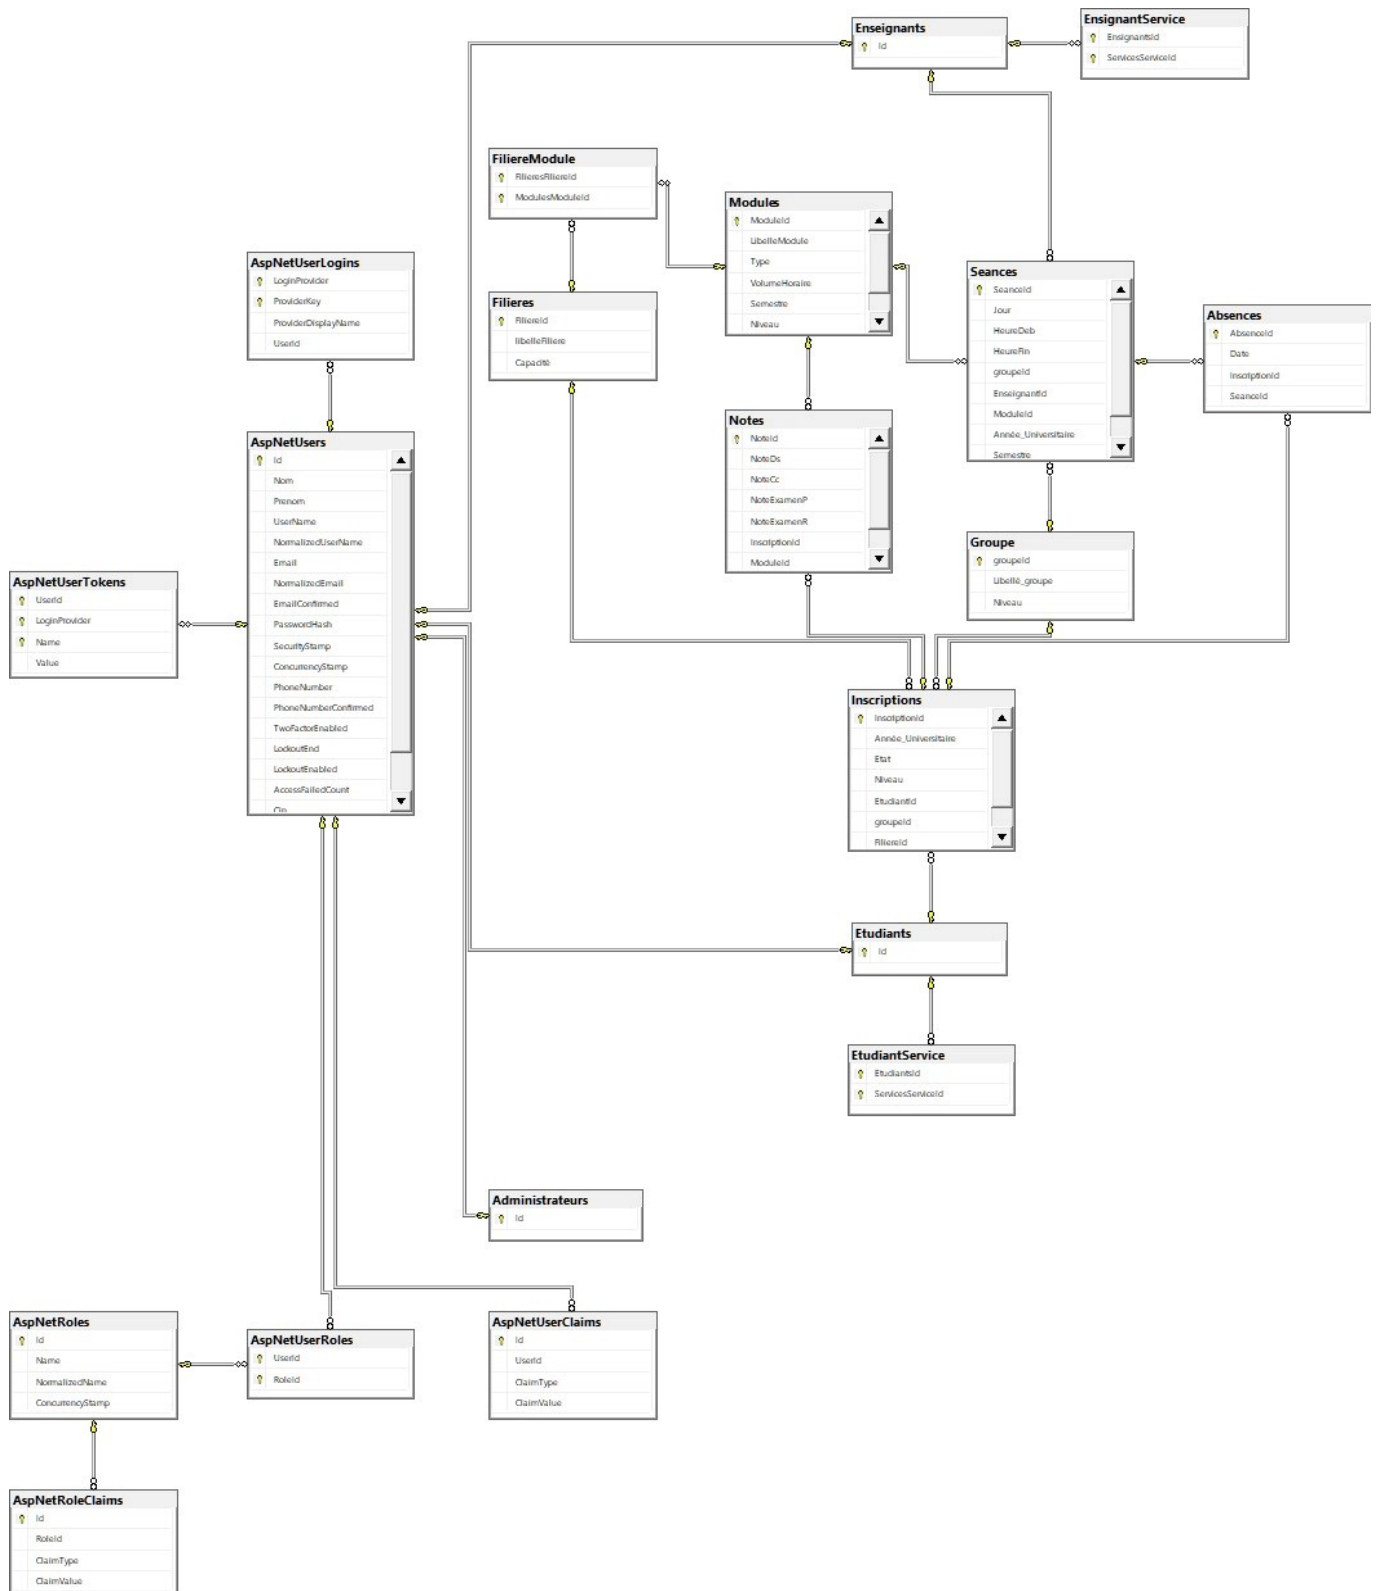 Enseignants
Id
EnsignantService
EnsignantsId
ServicesServiceId
FiliereModule
FilieresFiliereId
ModulesModuleId
Modules
ModuleId
LibelleModule
Type
VolumeHoraire
Semestre
Niveau
AspNetUserLogins
LoginProvider
ProviderKey
ProviderDisplayName
UserId
Filieres
FiliereId
libelleFiliere
Capacité
Seances
SeanceId
Jour
HeureDeb
HeureFin
groupeId
EnseignantId
ModuleId
Année_Universitaire
Semestre
Absences
AbsenceId
Date
InscriptionId
SeanceId
AspNetUsers
Id
Nom
Prenom
UserName
NormalizedUserName
Email
NormalizedEmail
EmailConfirmed
PasswordHash
SecurityStamp
ConcurrencyStamp
PhoneNumber
PhoneNumberConfirmed
TwoFactorEnabled
LockoutEnd
LockoutEnabled
AccessFailedCount
Cin
Notes
NoteId
NoteDs
NoteCc
NoteExamenP
NoteExamenR
InscriptionId
ModuleId
Groupe
groupeId
Libellé_groupe
Niveau
AspNetUserTokens
UserId
LoginProvider
Name
Value
Inscriptions
InscriptionId
Année_Universitaire
Etat
Niveau
EtudiantId
groupeId
FiliereId
Etudiants
Id
EtudiantService
EtudiantsId
ServicesServiceId
Administrateurs
Id
AspNetRoles
Id
Name
NormalizedName
ConcurrencyStamp
AspNetUserRoles
UserId
RoleId
AspNetUserClaims
Id
UserId
ClaimType
ClaimValue
AspNetRoleClaims
Id
RoleId
ClaimType
ClaimValue